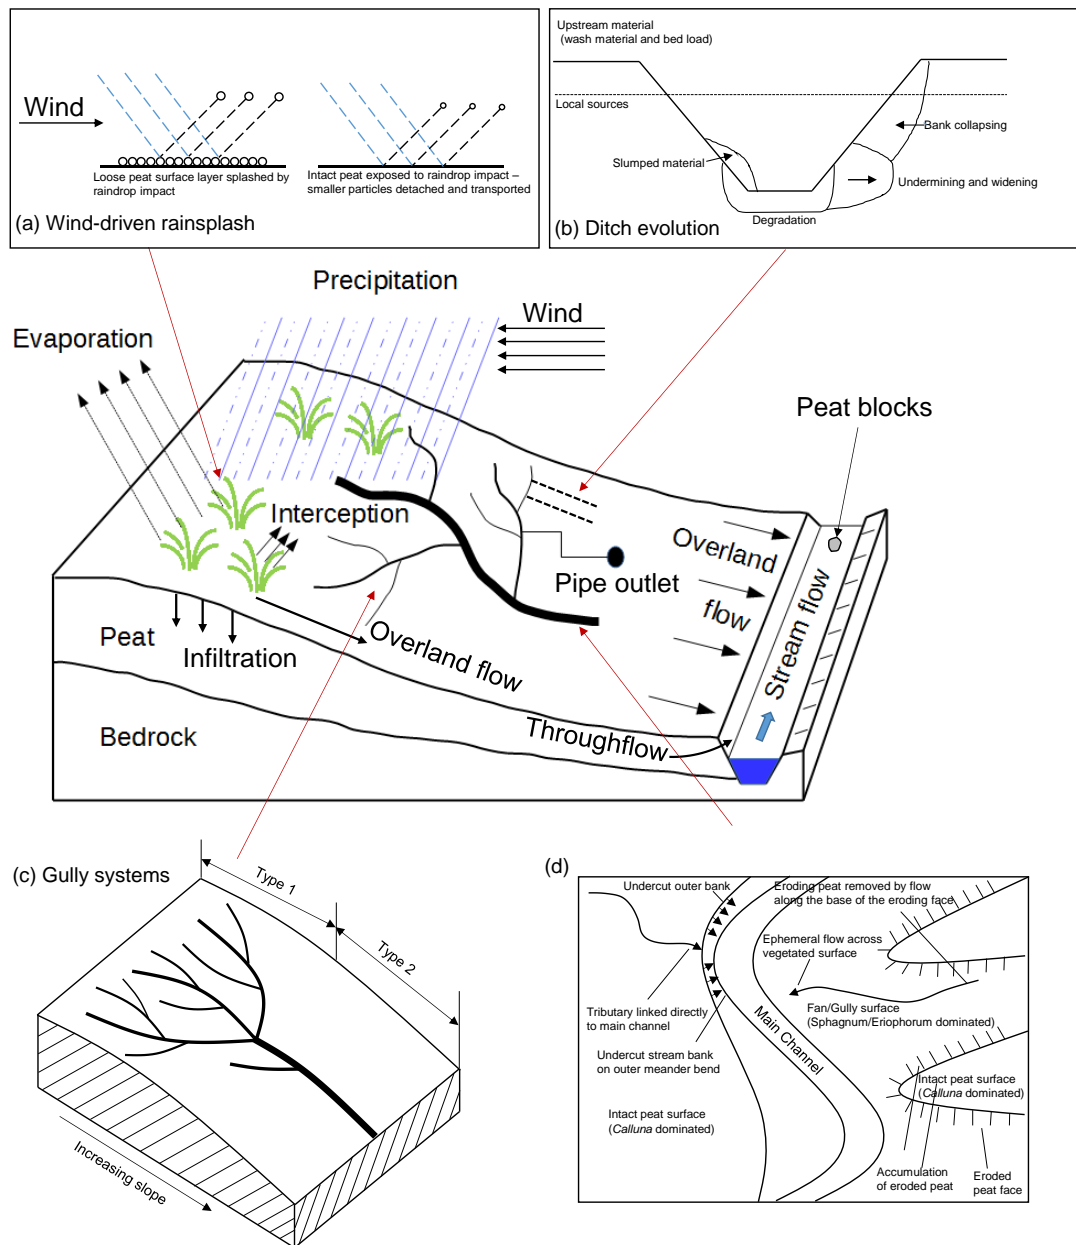 Wind
Loose peat surface layer splashed by
raindrop impact
Intact peat exposed to raindrop impact –
smaller particles detached and transported
(a) Wind-driven rainsplash
Upstream material
(wash material and bed load)
Local sources
Bank collapsing
Slumped material
Undermining and widening
Degradation
(b) Ditch evolution
Precipitation
Wind
Evaporation
Peat blocks
Interception
Overland
flow
Pipe outlet
Stream flow
Peat
Infiltration
Overland flow
Bedrock
Throughflow
(c) Gully systems
Type 1
Type 2
Increasing slope
(d)
Undercut outer bank
Eroding peat removed by flow
along the base of the eroding face
Ephemeral flow across
vegetated surface
Tributary linked directly
to main channel
Fan/Gully surface
(Sphagnum/Eriophorum dominated)
Main Channel
Undercut stream bank
on outer meander bend
Intact peat surface
(Calluna dominated)
Intact peat surface
(Calluna dominated)
Accumulation
of eroded peat
Eroded
peat face